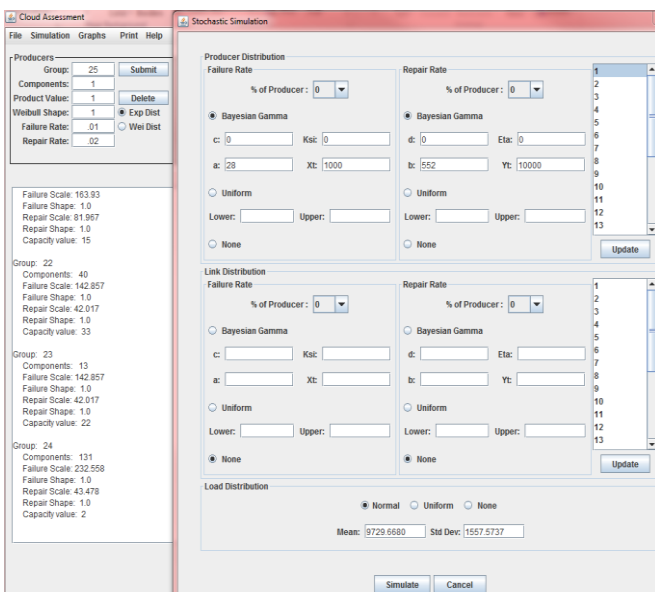 Cloud Assessment
File Simulation Graphs Print Help
Producers
Group: 25 Submit
Components: 1
Product Value: 1 Delete
Weibull Shape: 1 Exp Dist
Failure Rate: .01 Wei Dist
Repair Rate: .02
Failure Scale: 163.93
Failure Shape: 1.0
Repair Scale: 81.967
Repair Shape: 1.0
Capacity value: 15
Group: 22
Components: 40
Failure Scale: 142.857
Failure Shape: 1.0
Repair Scale: 42.017
Repair Shape: 1.0
Capacity value: 33
Group: 23
Components: 13
Failure Scale: 142.857
Failure Shape: 1.0
Repair Scale: 42.017
Repair Shape: 1.0
Capacity value: 22
Group: 24
Components: 131
Failure Scale: 232.558
Failure Shape: 1.0
Repair Scale: 43.478
Repair Shape: 1.0
Capacity value: 2
Stochastic Simulation
Producer Distribution
Failure Rate
% of Producer: 0
Bayesian Gamma
c: 0 Ksi: 0
a: 28 Xt: 1000
Uniform
Lower: Upper:
None
Repair Rate
% of Producer: 0
Bayesian Gamma
d: 0 Eta: 0
b: 552 Yt: 10000
Uniform
Lower: Upper:
None
1
2
3
4
5
6
7
8
9
10
11
12
13
Update
Link Distribution
Failure Rate
% of Producer: 0
Bayesian Gamma
c: Ksi:
a: Xt:
Uniform
Lower: Upper:
None
Repair Rate
% of Producer: 0
Bayesian Gamma
d: Eta:
b: Yt:
Uniform
Lower: Upper:
None
1
2
3
4
5
6
7
8
9
10
11
12
13
Update
Load Distribution
Normal Uniform None
Mean: 9729.6680 Std Dev: 1557.5737
Simulate Cancel